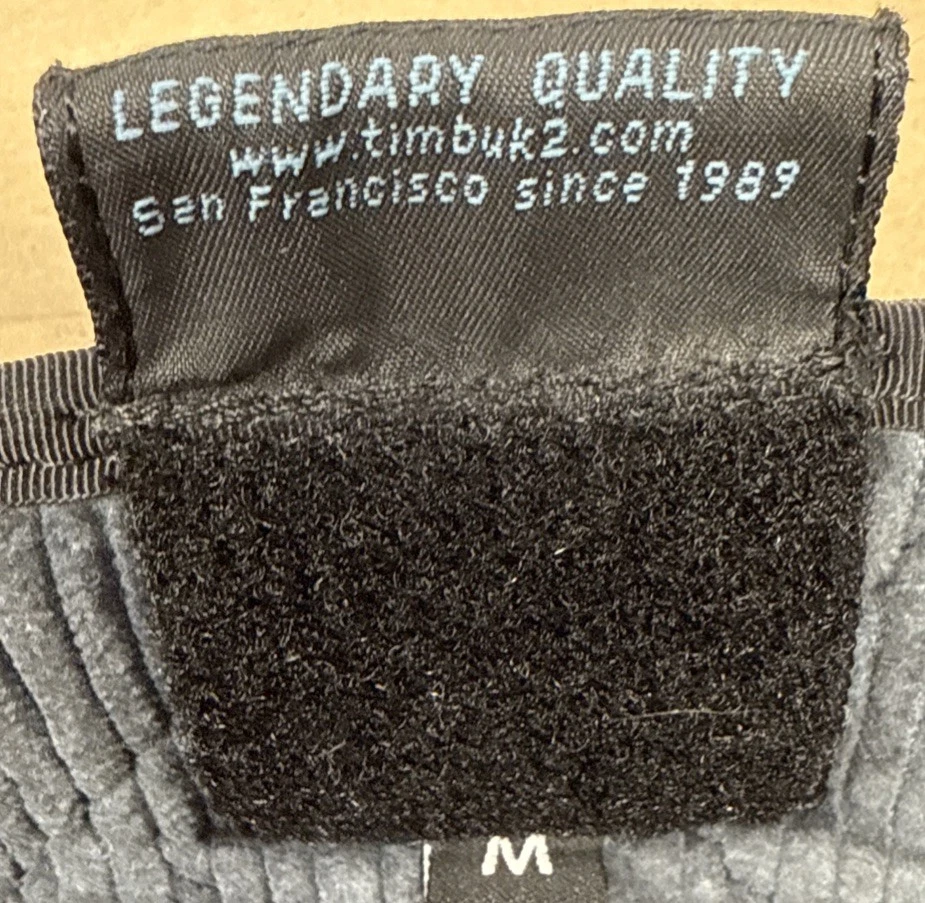 LEGENDARY QUALITY
www.timbuk2.com
San Francisco since 1989
M